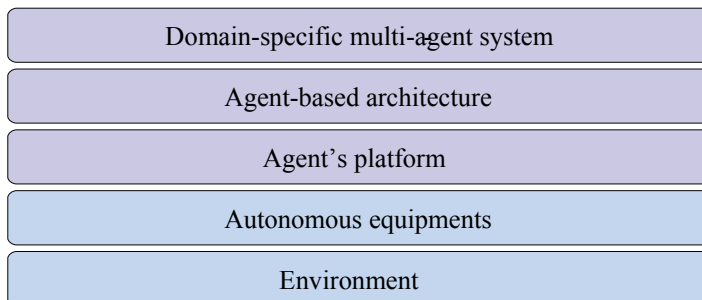 Domain-specific multi-agent system
Agent-based architecture
Agent’s platform
Autonomous equipments
Environment